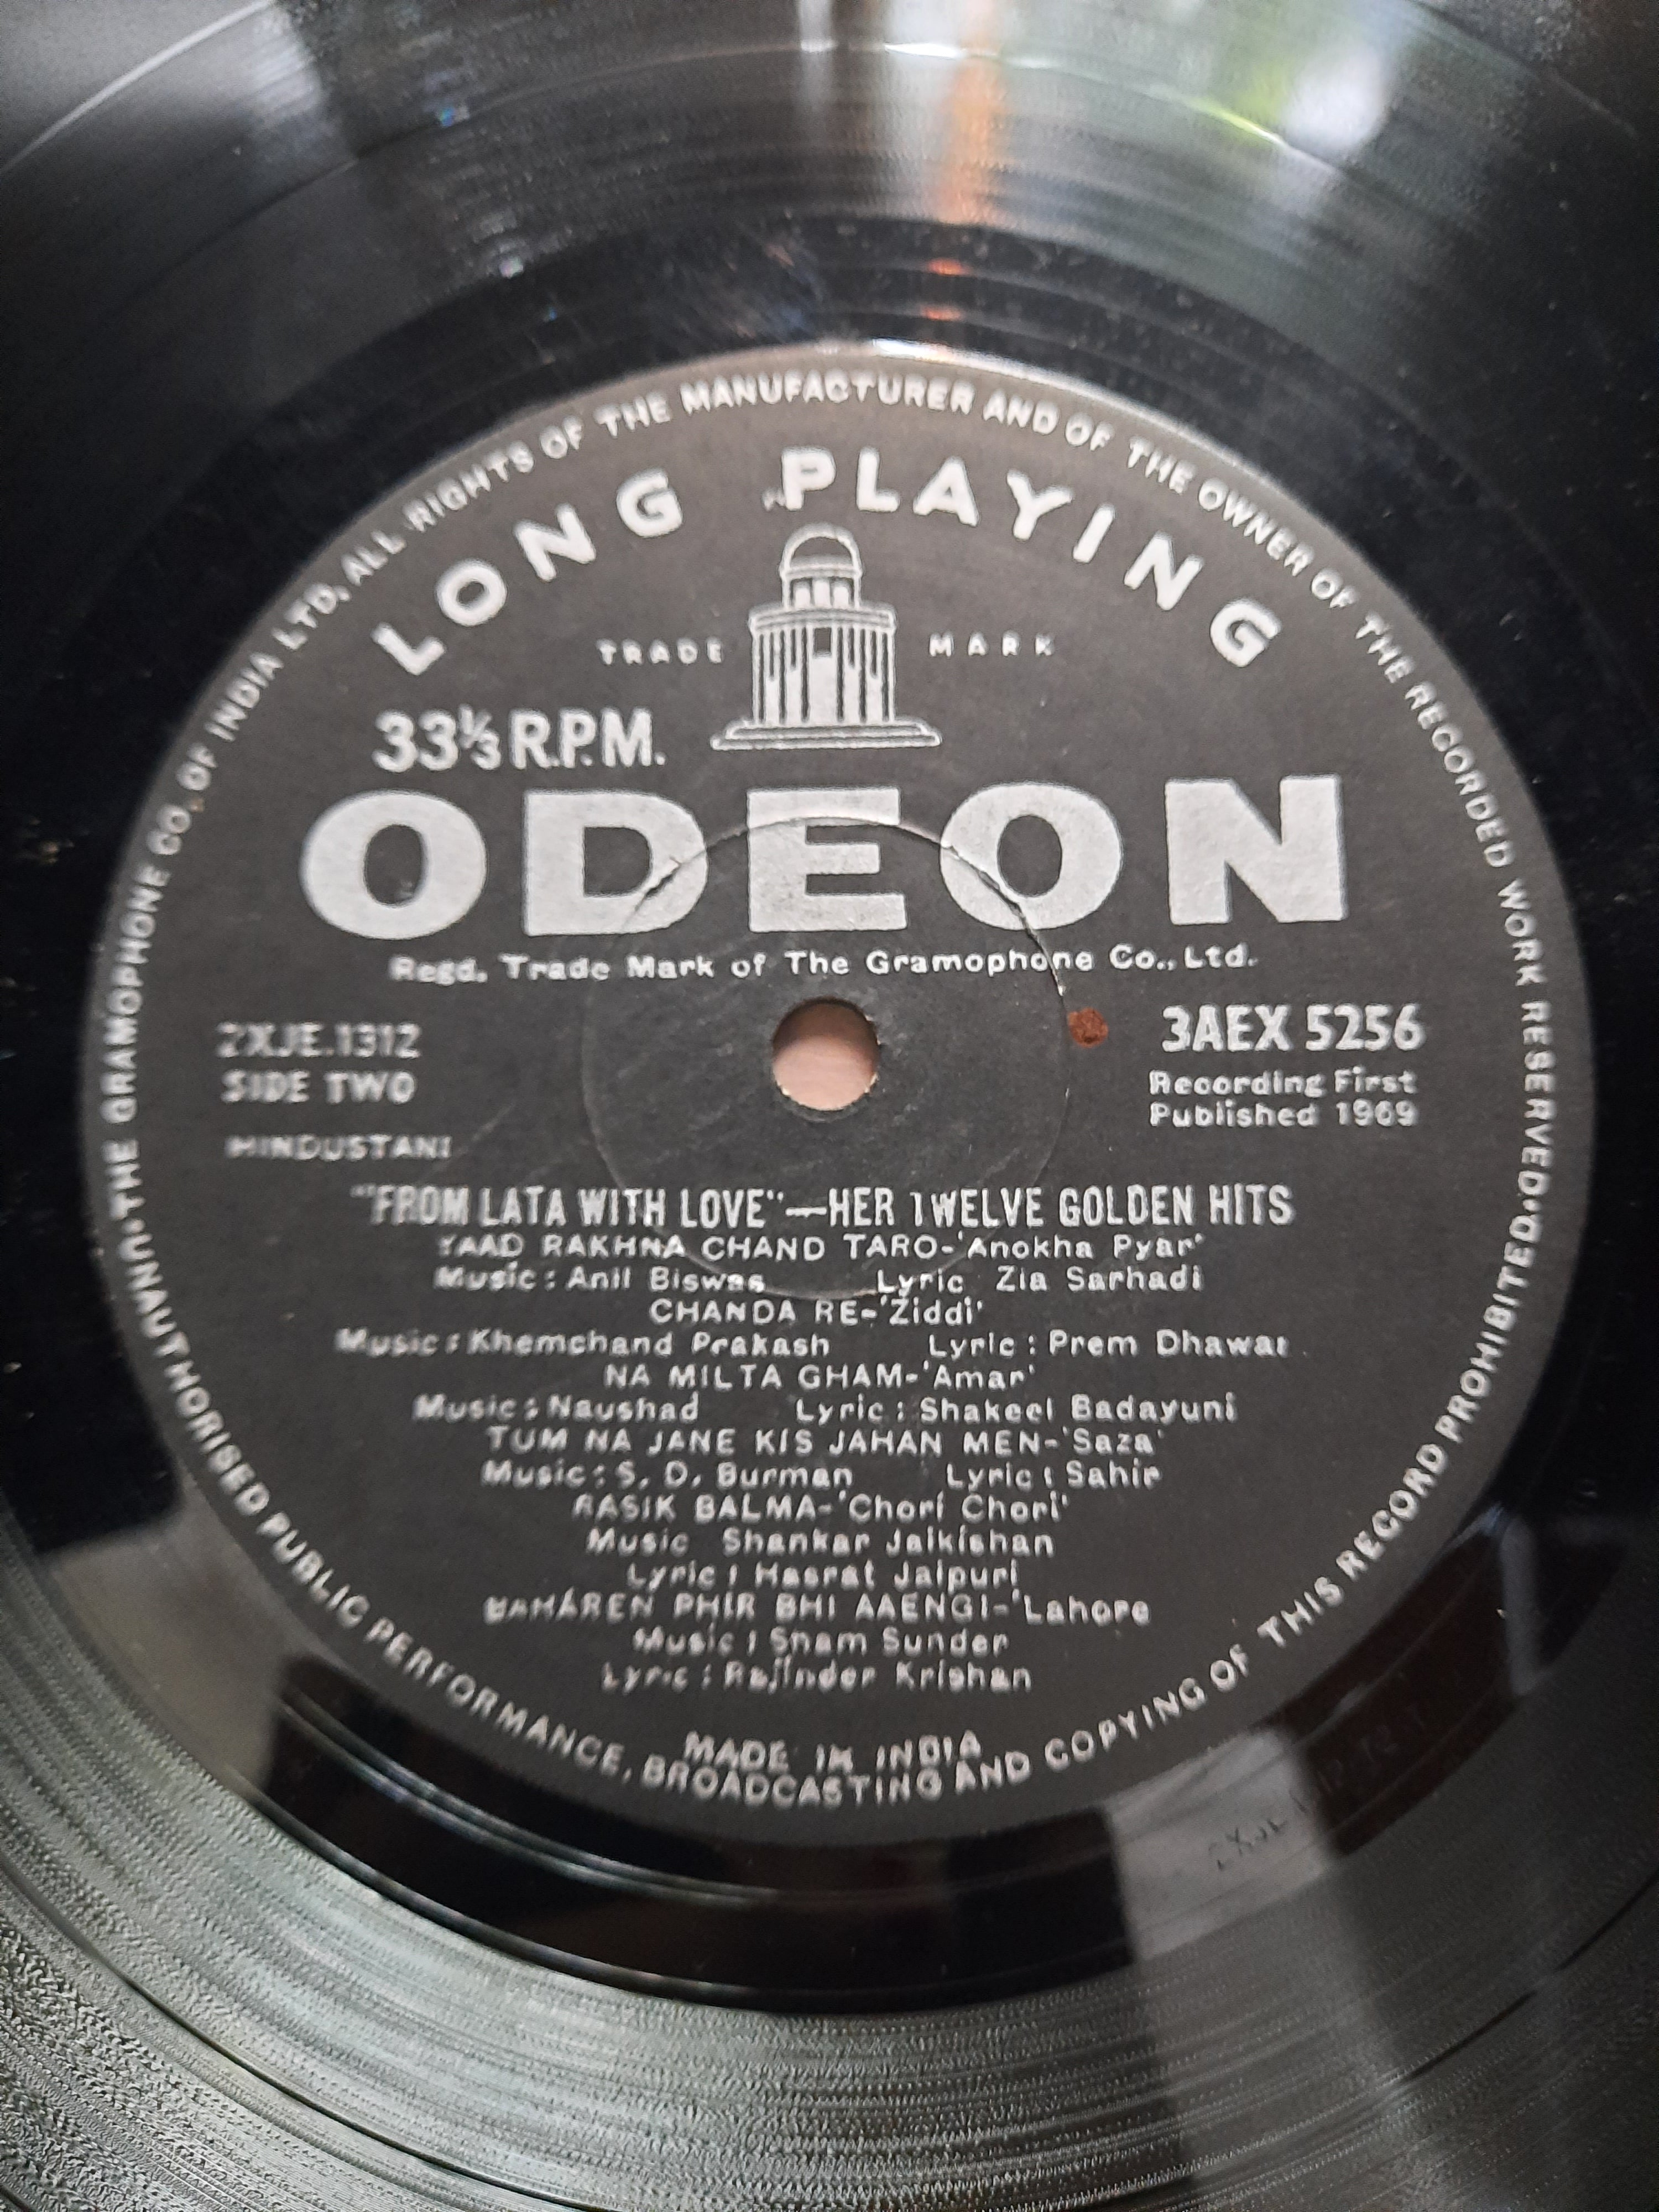 THE GRAMOPHONE CO. OF INDIA LTD. ALL RIGHTS OF THE MANUFACTURER AND OF THE OWNER OF THE RECORDED WORK RESERVED. UNAUTHORISED PUBLIC PERFORMANCE, BROADCASTING AND COPYING OF THIS RECORD PROHIBITED.
LONG PLAYING
TRADE MARK
33⅓ R.P.M.
ODEON
Regd. Trade Mark of The Gramophone Co., Ltd.
2XJE.1312
SIDE TWO
3AEX 5256
Recording First
Published 1969
HINDUSTANI
"FROM LATA WITH LOVE"—HER TWELVE GOLDEN HITS
YAAD RAKHNA CHAND TARO-'Anokha Pyar'
Music : Anil Biswas Lyric Zia Sarhadi
CHANDA RE-'Ziddi'
Music : Khemchand Prakash Lyric : Prem Dhawan
NA MILTA GHAM-'Amar'
Music : Naushad Lyric : Shakeel Badayuni
TUM NA JANE KIS JAHAN MEN-'Saza'
Music : S. D. Burman Lyric : Sahir
RASIK BALMA-'Chori Chori'
Music Shankar Jaikishan
Lyric : Hasrat Jaipuri
BAHAREN PHIR BHI AAENGI-'Lahore
Music : Sham Sunder
Lyric : Rajinder Krishan
MADE IN INDIA